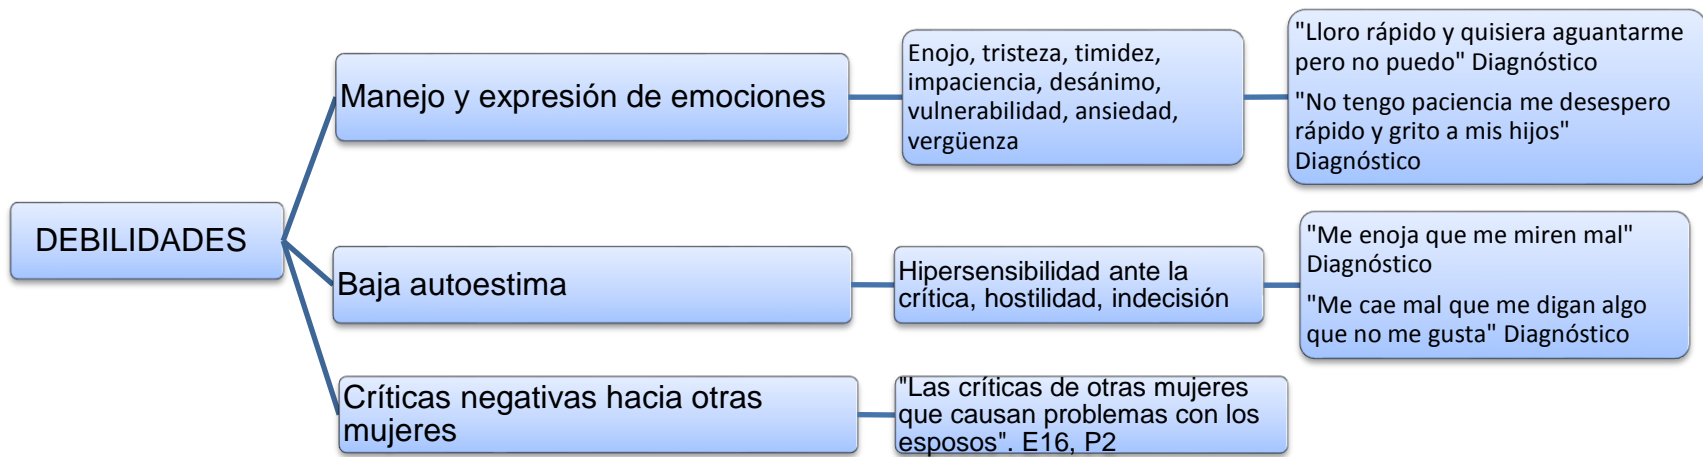 DEBILIDADES
Manejo y expresión de emociones
Enojo, tristeza, timidez,
impaciencia, desánimo,
vulnerabilidad, ansiedad,
vergüenza
"Lloro rápido y quisiera aguantarme
pero no puedo" Diagnóstico
"No tengo paciencia me desespero
rápido y grito a mis hijos"
Diagnóstico
Baja autoestima
Hipersensibilidad ante la
crítica, hostilidad, indecisión
"Me enoja que me miren mal"
Diagnóstico
"Me cae mal que me digan algo
que no me gusta" Diagnóstico
Críticas negativas hacia otras
mujeres
"Las críticas de otras mujeres
que causan problemas con los
esposos". E16, P2